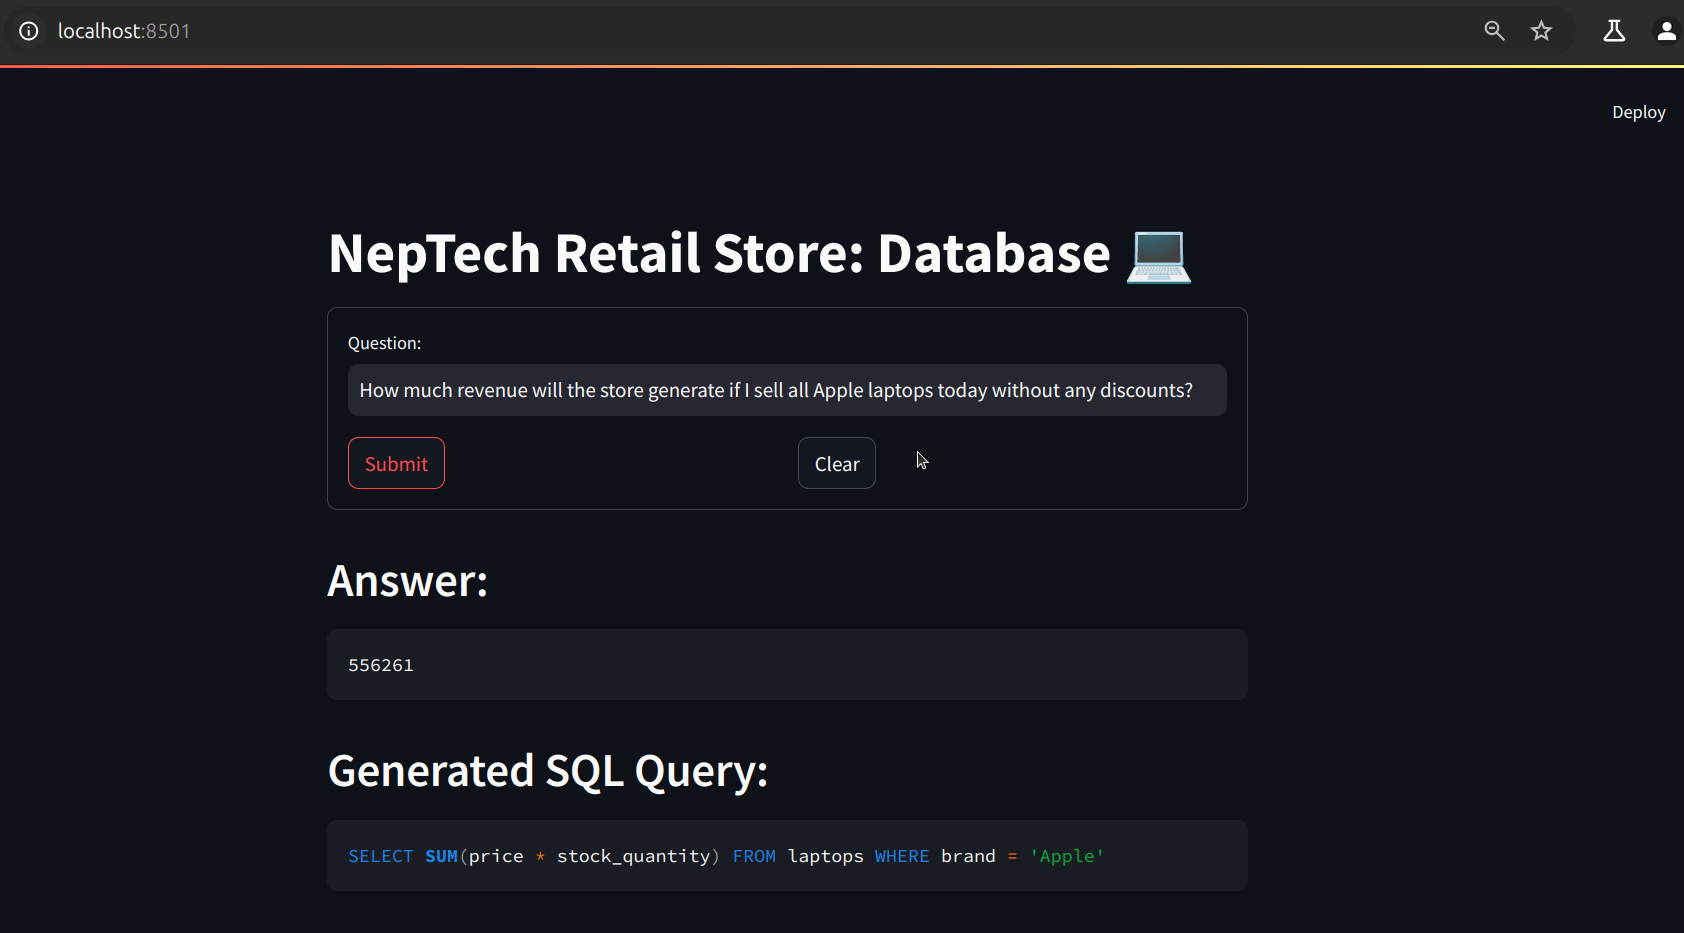 localhost:8501
Deploy
NepTech Retail Store: Database 💻
Question:
How much revenue will the store generate if I sell all Apple laptops today without any discounts?
Submit
Clear
Answer:
556261
Generated SQL Query:
SELECT SUM(price * stock_quantity) FROM laptops WHERE brand = 'Apple'